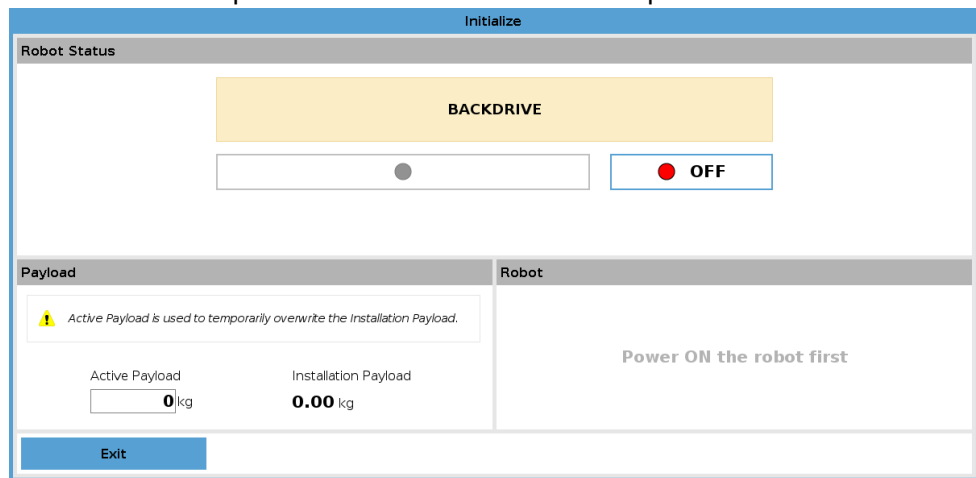 Initialize
Robot Status
BACKDRIVE
OFF
Payload
Active Payload is used to temporarily overwrite the Installation Payload.
Active Payload
Installation Payload
0 kg
0.00 kg
Robot
Power ON the robot first
Exit